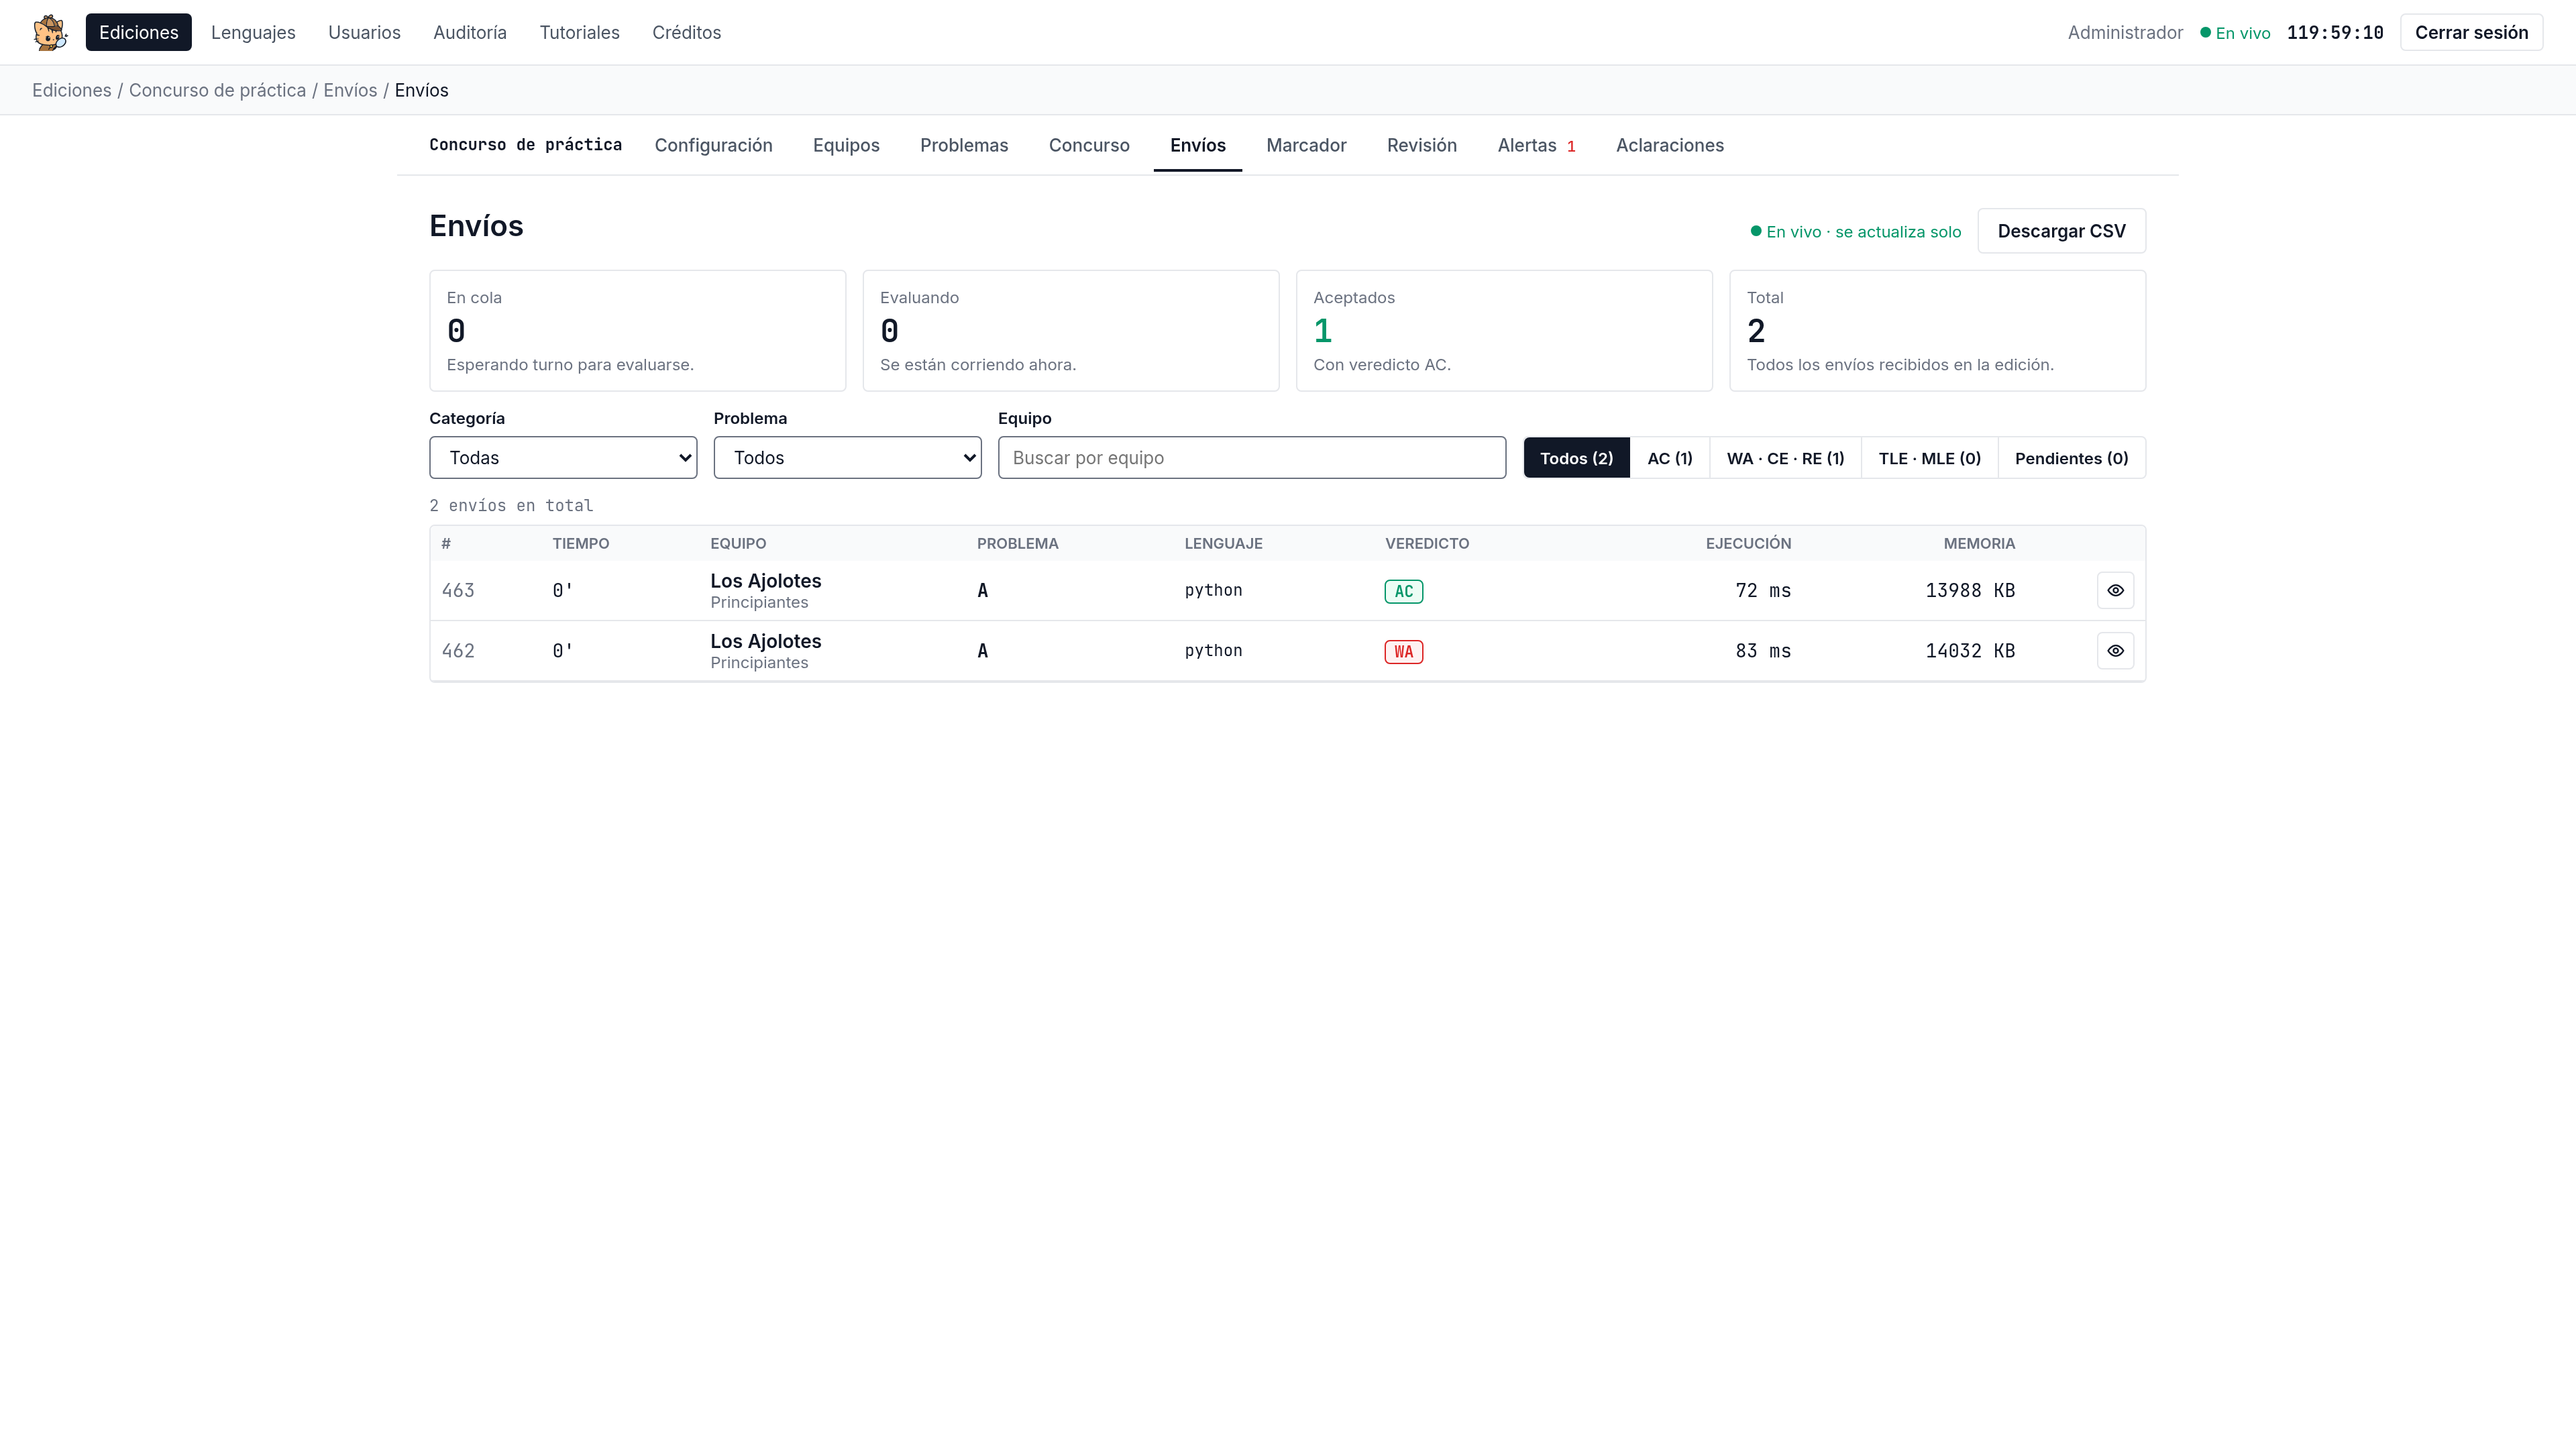 Ediciones Lenguajes Usuarios Auditoría Tutoriales Créditos Administrador En vivo 119:59:10 Cerrar sesión
Ediciones / Concurso de práctica / Envíos / Envíos
Concurso de práctica Configuración Equipos Problemas Concurso Envíos Marcador Revisión Alertas 1 Aclaraciones
Envíos En vivo · se actualiza solo Descargar CSV
En cola Evaluando Aceptados Total
0 0 1 2
Esperando turno para evaluarse. Se están corriendo ahora. Con veredicto AC. Todos los envíos recibidos en la edición.
Categoría Problema Equipo
Todas Todos Buscar por equipo Todos (2) AC (1) WA · CE · RE (1) TLE · MLE (0) Pendientes (0)
2 envíos en total
# TIEMPO EQUIPO PROBLEMA LENGUAJE VEREDICTO EJECUCIÓN MEMORIA
463 0' Los Ajolotes A python AC 72 ms 13988 KB
Principiantes
462 0' Los Ajolotes A python WA 83 ms 14032 KB
Principiantes